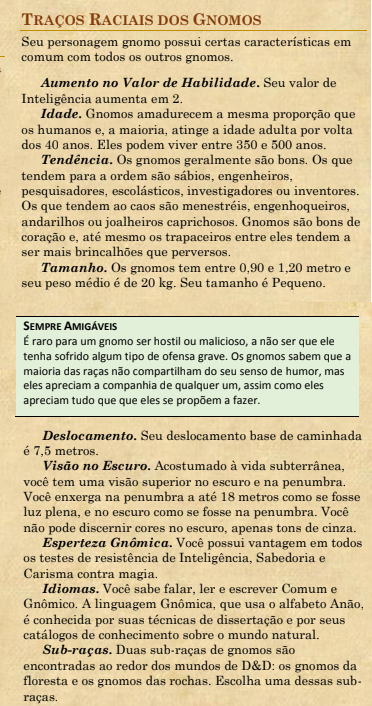 TRAÇOS RACIAIS DOS GNOMOS
Seu personagem gnomo possui certas características em
comum com todos os outros gnomos.
Aumento no Valor de Habilidade. Seu valor de
Inteligência aumenta em 2.
Idade. Gnomos amadurecem a mesma proporção que
os humanos e, a maioria, atinge a idade adulta por volta
dos 40 anos. Eles podem viver entre 350 e 500 anos.
Tendência. Os gnomos geralmente são bons. Os que
tendem para a ordem são sábios, engenheiros,
pesquisadores, escolásticos, investigadores ou inventores.
Os que tendem ao caos são menestréis, engenhoqueiros,
andarilhos ou joalheiros caprichosos. Gnomos são bons de
coração e, até mesmo os trapaceiros entre eles tendem a
ser mais brincalhões que perversos.
Tamanho. Os gnomos tem entre 0,90 e 1,20 metro e
seu peso médio é de 20 kg. Seu tamanho é Pequeno.
SEMPRE AMIGÁVEIS
É raro para um gnomo ser hostil ou malicioso, a não ser que ele
tenha sofrido algum tipo de ofensa grave. Os gnomos sabem que a
maioria das raças não compartilham do seu senso de humor, mas
eles apreciam a companhia de qualquer um, assim como eles
apreciam tudo que que eles se propõem a fazer.
Deslocamento. Seu deslocamento base de caminhada
é 7,5 metros.
Visão no Escuro. Acostumado à vida subterrânea,
você tem uma visão superior no escuro e na penumbra.
Você enxerga na penumbra a até 18 metros como se fosse
luz plena, e no escuro como se fosse na penumbra. Você
não pode discernir cores no escuro, apenas tons de cinza.
Esperteza Gnômica. Você possui vantagem em todos
os testes de resistência de Inteligência, Sabedoria e
Carisma contra magia.
Idiomas. Você sabe falar, ler e escrever Comum e
Gnômico. A linguagem Gnômica, que usa o alfabeto Anão,
é conhecida por suas técnicas de dissertação e por seus
catálogos de conhecimento sobre o mundo natural.
Sub-raças. Duas sub-raças de gnomos são
encontradas ao redor dos mundos de D&D: os gnomos da
floresta e os gnomos das rochas. Escolha uma dessas sub-
raças.